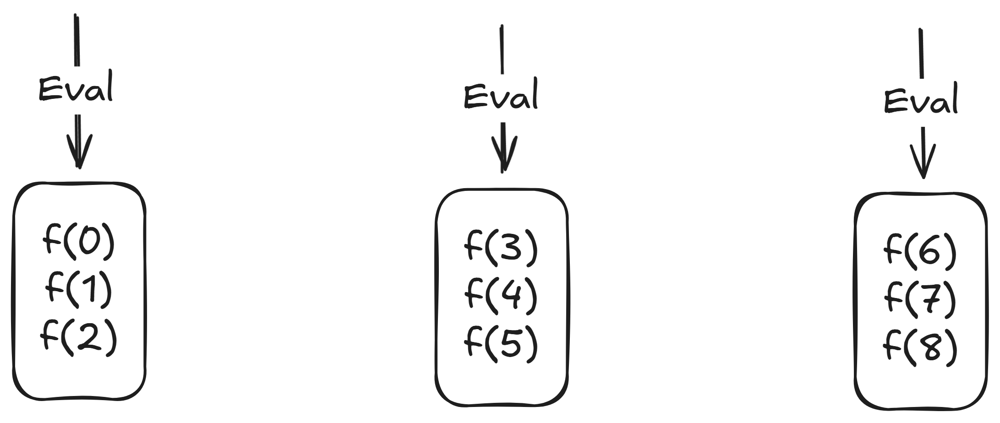 Eval
f(0)
f(1)
f(2)
Eval
f(3)
f(4)
f(5)
Eval
f(6)
f(7)
f(8)